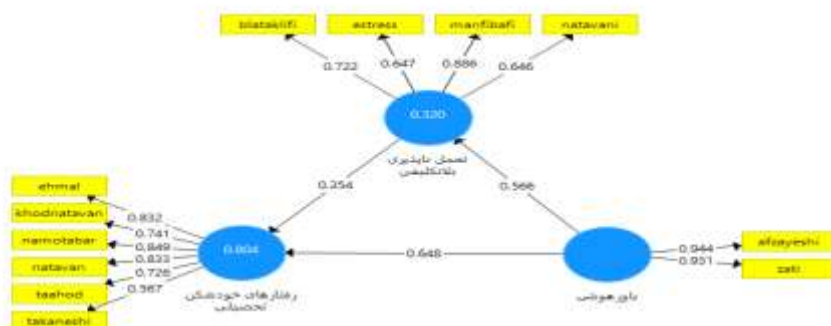 blataklifi
estress
manfibafi
natavani
0.722
0.647
0.886
0.646
0.320
تحمل ناپذیری
بلاتکلیفی
0.354
0.566
ehmal
khodnatavan
namotabar
natavan
taahod
takaneshi
0.832
0.741
0.849
0.833
0.726
0.567
0.804
رفتارهای خودشکن
تحصیلی
0.648
باورهوشی
0.944
0.931
afzayeshi
zati